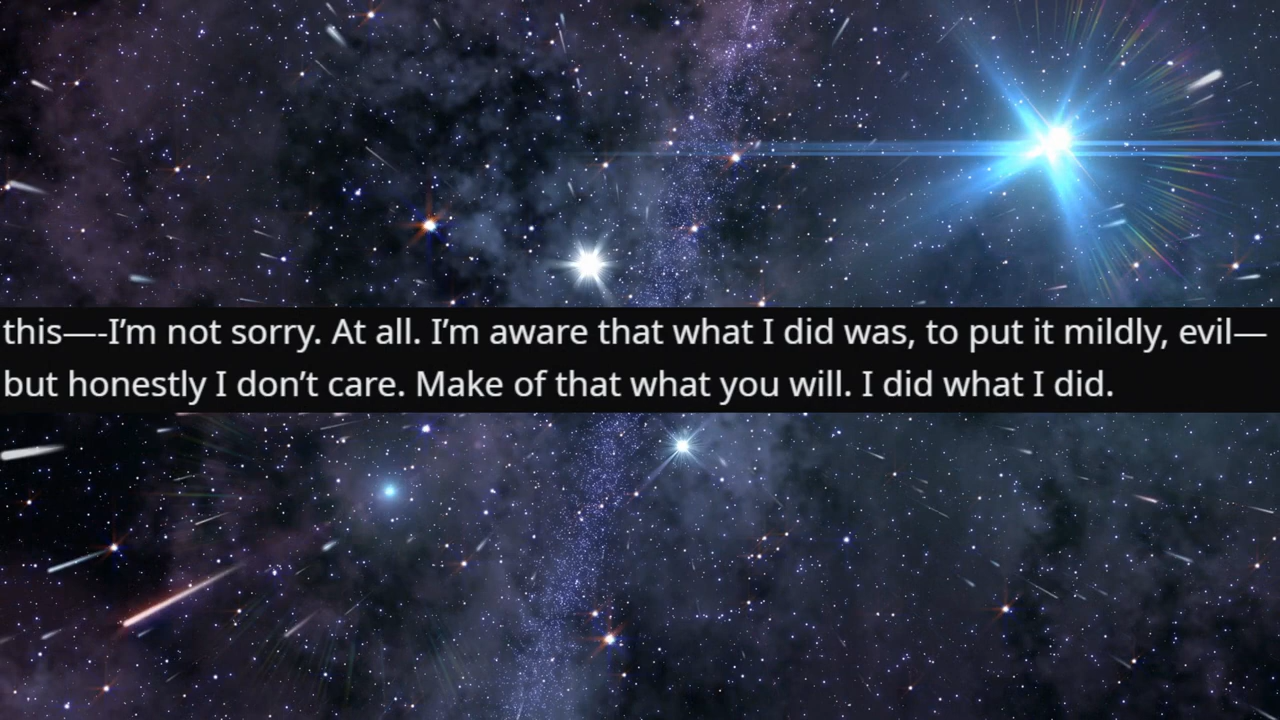 this—-I’m not sorry. At all. I’m aware that what I did was, to put it mildly, evil—
but honestly I don’t care. Make of that what you will. I did what I did.